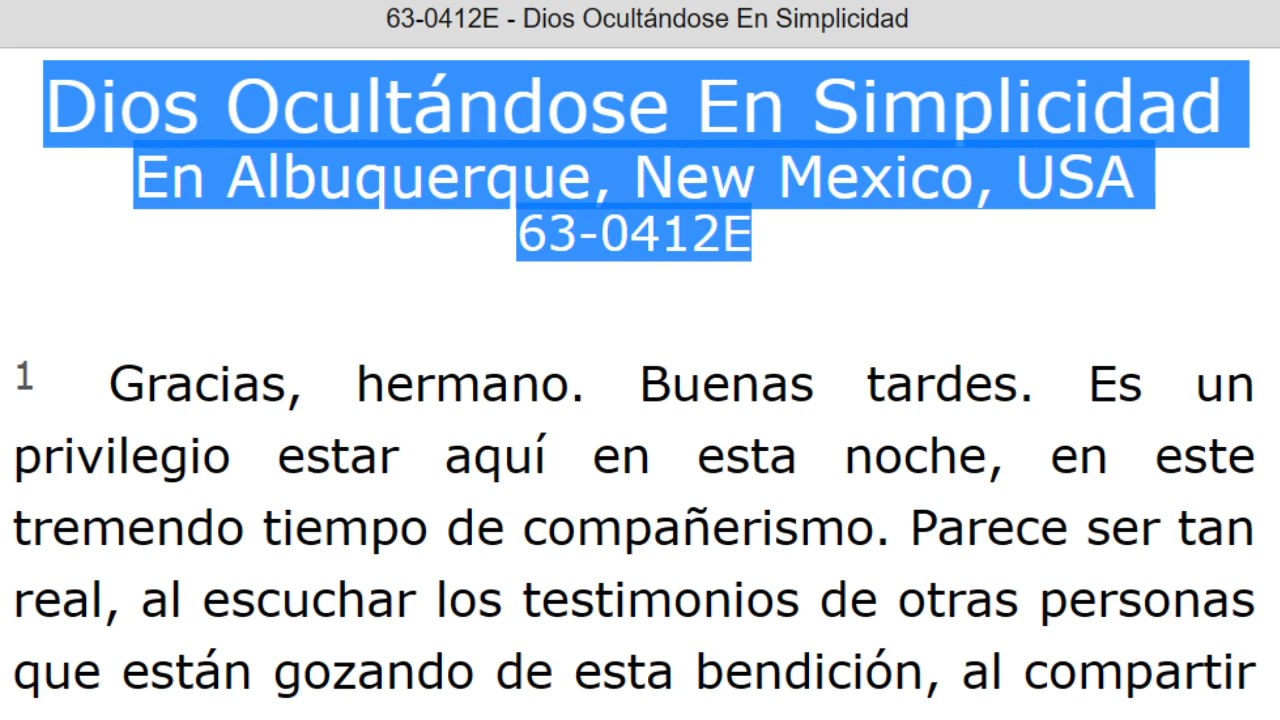 63-0412E - Dios Ocultándose En Simplicidad
Dios Ocultándose En Simplicidad
En Albuquerque, New Mexico, USA
63-0412E
1 Gracias, hermano. Buenas tardes. Es un
privilegio estar aquí en esta noche, en este
tremendo tiempo de compañerismo. Parece ser tan
real, al escuchar los testimonios de otras personas
que están gozando de esta bendición, al compartir